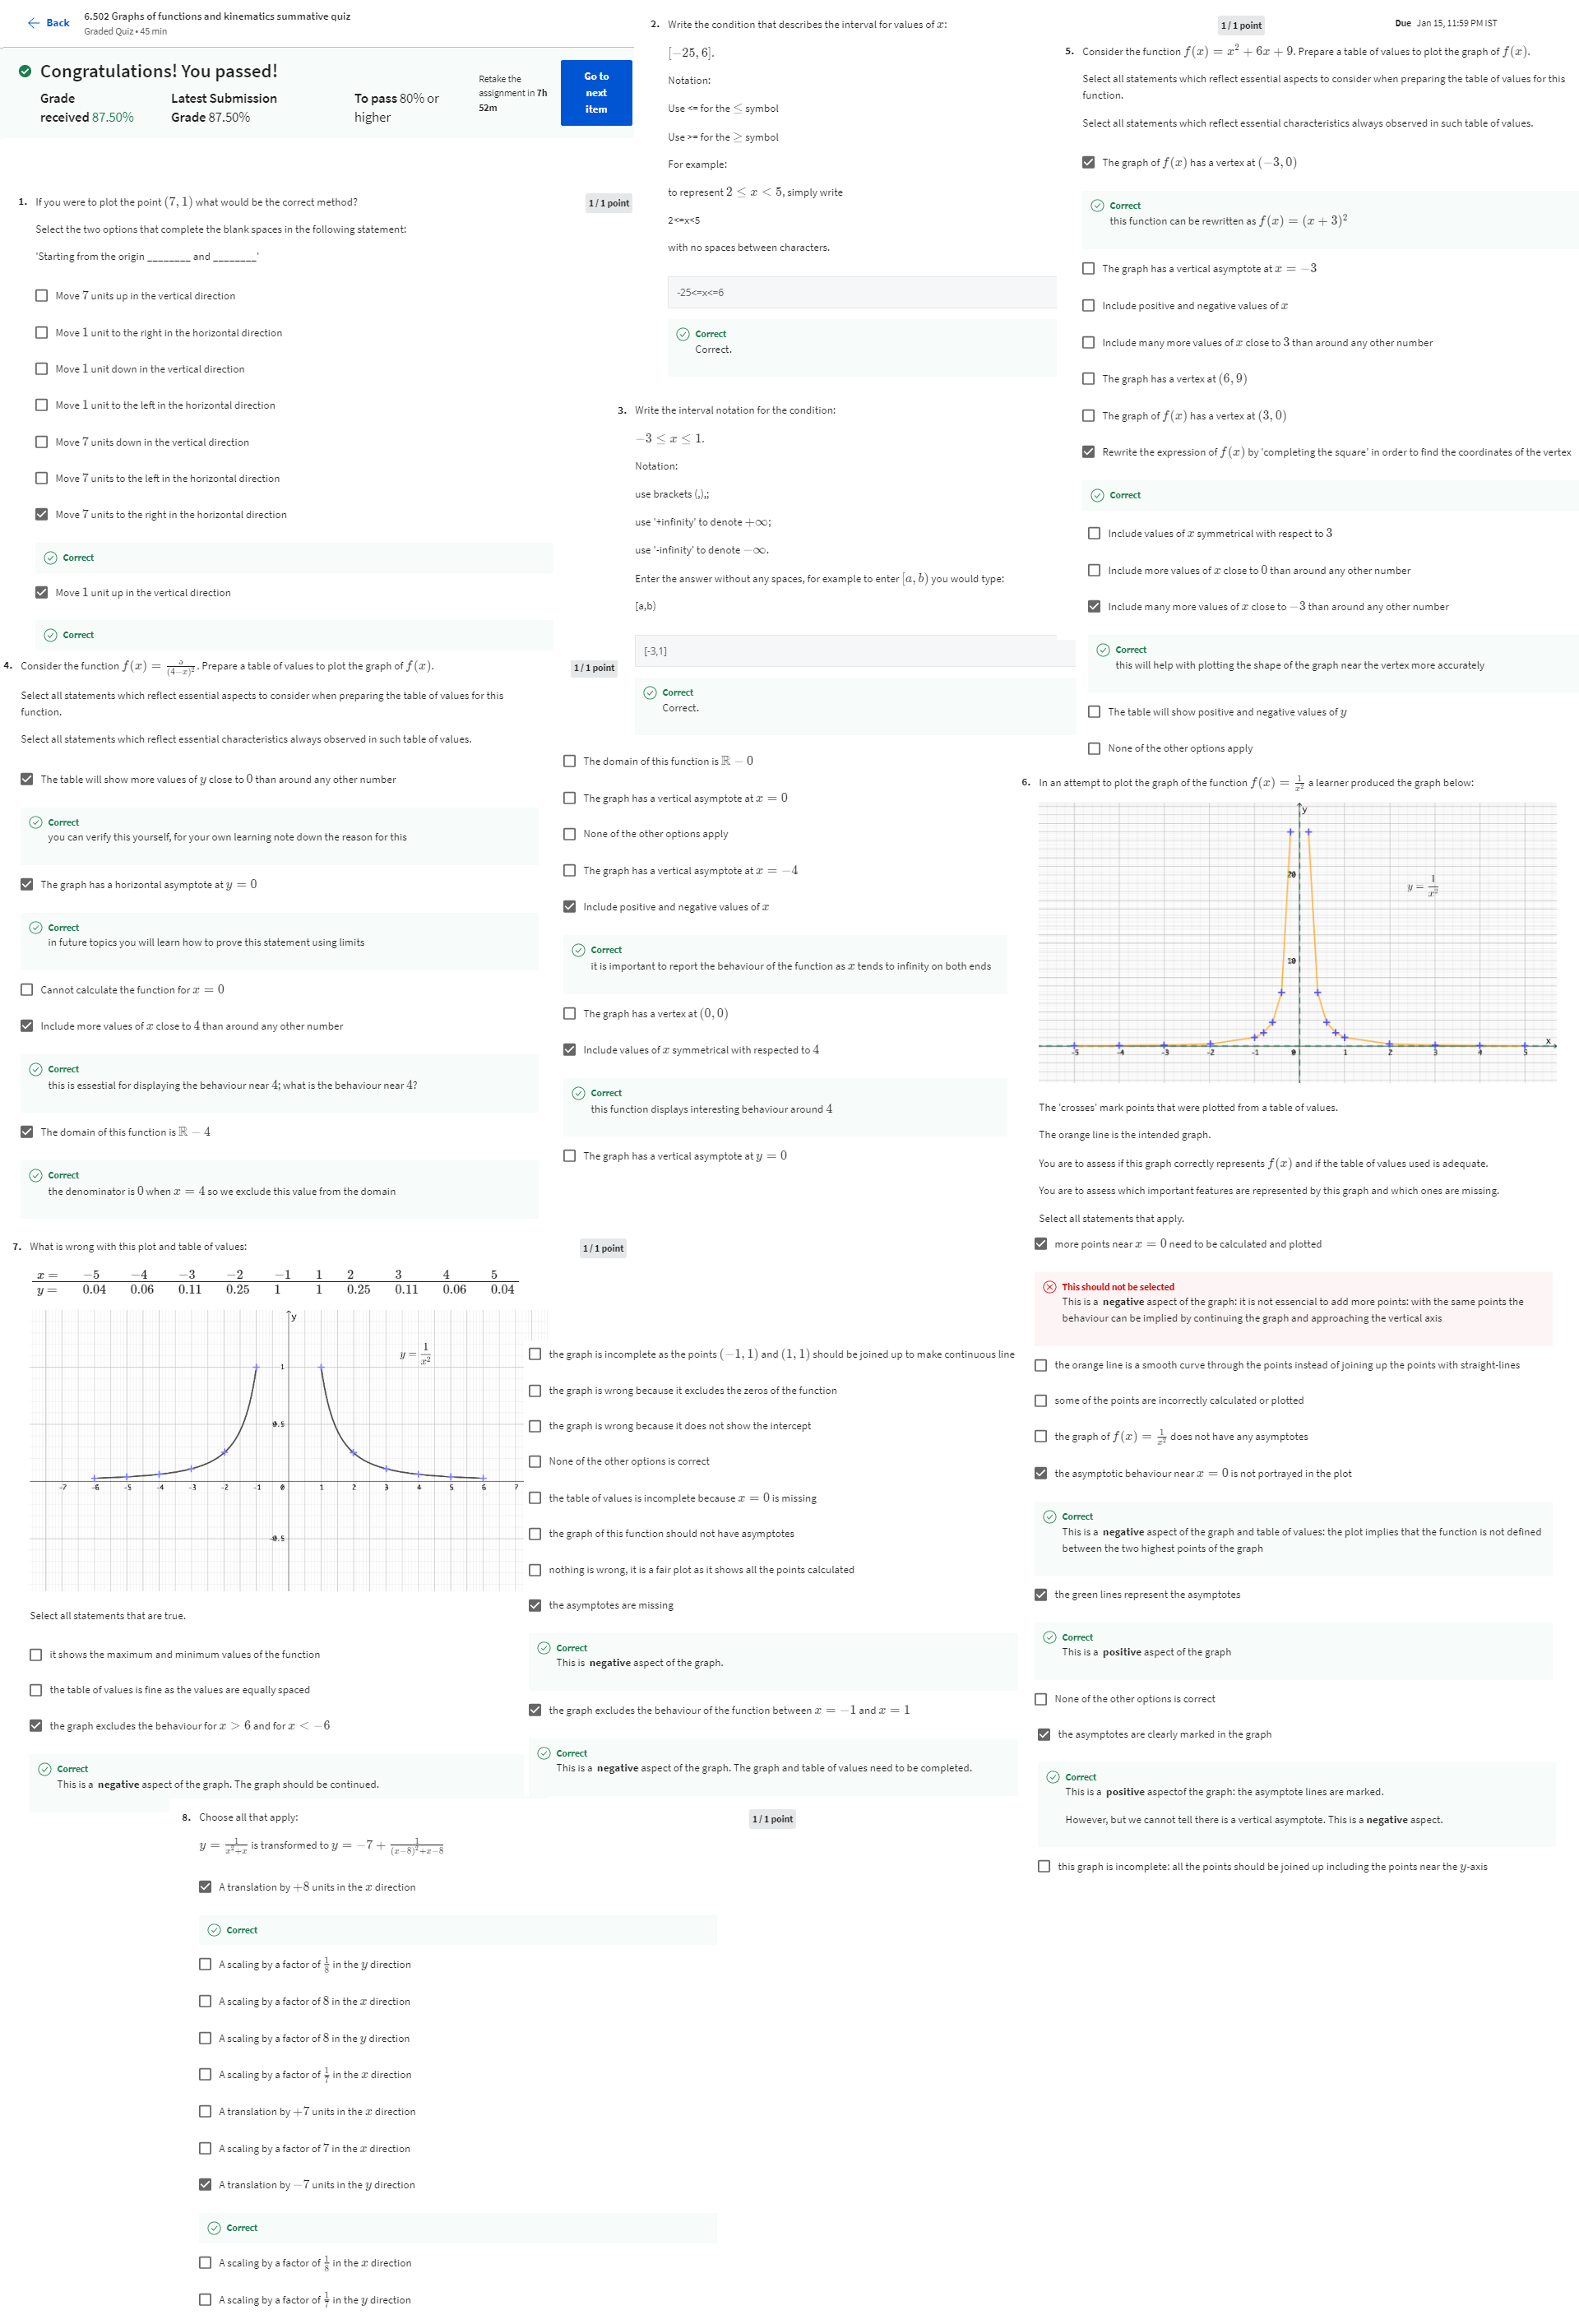 Back
6.502 Graphs of functions and kinematics summative quiz
Graded Quiz • 45 min
Congratulations! You passed!
Grade received 87.50%
Latest Submission Grade 87.50%
To pass 80% or higher
Retake the assignment in 7h 52m
Go to next item
1. If you were to plot the point (7, 1) what would be the correct method?
1 / 1 point
Select the two options that complete the blank spaces in the following statement:
'Starting from the origin ________ and ________'
Move 7 units up in the vertical direction
Move 1 unit to the right in the horizontal direction
Move 1 unit down in the vertical direction
Move 1 unit to the left in the horizontal direction
Move 7 units down in the vertical direction
Move 7 units to the left in the horizontal direction
Move 7 units to the right in the horizontal direction
Correct
Move 1 unit up in the vertical direction
Correct
2. Write the condition that describes the interval for values of x:
[−25, 6].
Notation:
Use <= for the ≤ symbol
Use >= for the ≥ symbol
For example:
to represent 2 ≤ x < 5, simply write
2<=x<5
with no spaces between characters.
-25<=x<=6
Correct
Correct.
3. Write the interval notation for the condition:
−3 ≤ x ≤ 1.
Notation:
use brackets (,),;
use '+infinity' to denote +∞;
use '-infinity' to denote −∞.
Enter the answer without any spaces, for example to enter [a, b) you would type:
[a,b)
[-3,1]
Correct
Correct.
4. Consider the function f(x) = /(4−x)². Prepare a table of values to plot the graph of f(x).
1 / 1 point
Select all statements which reflect essential aspects to consider when preparing the table of values for this
function.
Select all statements which reflect essential characteristics always observed in such table of values.
The table will show more values of y close to 0 than around any other number
Correct
you can verify this yourself, for your own learning note down the reason for this
The graph has a horizontal asymptote at y = 0
Correct
in future topics you will learn how to prove this statement using limits
Cannot calculate the function for x = 0
Include more values of x close to 4 than around any other number
Correct
this is essestial for displaying the behaviour near 4; what is the behaviour near 4?
The domain of this function is ℝ − 4
Correct
the denominator is 0 when x = 4 so we exclude this value from the domain
The domain of this function is ℝ − 0
The graph has a vertical asymptote at x = 0
None of the other options apply
The graph has a vertical asymptote at x = −4
Include positive and negative values of x
Correct
it is important to report the behaviour of the function as x tends to infinity on both ends
The graph has a vertex at (0, 0)
Include values of x symmetrical with respected to 4
Correct
this function displays interesting behaviour around 4
The graph has a vertical asymptote at y = 0
1 / 1 point
Due Jan 15, 11:59 PM IST
5. Consider the function f(x) = x² + 6x + 9. Prepare a table of values to plot the graph of f(x).
Select all statements which reflect essential aspects to consider when preparing the table of values for this
function.
Select all statements which reflect essential characteristics always observed in such table of values.
The graph of f(x) has a vertex at (−3, 0)
Correct
this function can be rewritten as f(x) = (x + 3)²
The graph has a vertical asymptote at x = −3
Include positive and negative values of x
Include many more values of x close to 3 than around any other number
The graph has a vertex at (6, 9)
The graph of f(x) has a vertex at (3, 0)
Rewrite the expression of f(x) by 'completing the square' in order to find the coordinates of the vertex
Correct
Include values of x symmetrical with respect to 3
Include more values of x close to 0 than around any other number
Include many more values of x close to −3 than around any other number
Correct
this will help with plotting the shape of the graph near the vertex more accurately
The table will show positive and negative values of y
None of the other options apply
6. In an attempt to plot the graph of the function f(x) = 1/x² a learner produced the graph below:
y
20
y = 1/x²
10
x
-5 -4 -3 -2 -1 0 1 2 3 4 5
The 'crosses' mark points that were plotted from a table of values.
The orange line is the intended graph.
You are to assess if this graph correctly represents f(x) and if the table of values used is adequate.
You are to assess which important features are represented by this graph and which ones are missing.
Select all statements that apply.
more points near x = 0 need to be calculated and plotted
This should not be selected
This is a negative aspect of the graph: it is not essencial to add more points: with the same points the
behaviour can be implied by continuing the graph and approaching the vertical axis
the orange line is a smooth curve through the points instead of joining up the points with straight-lines
some of the points are incorrectly calculated or plotted
the graph of f(x) = 1/x² does not have any asymptotes
the asymptotic behaviour near x = 0 is not portrayed in the plot
Correct
This is a negative aspect of the graph and table of values: the plot implies that the function is not defined
between the two highest points of the graph
the green lines represent the asymptotes
Correct
This is a positive aspect of the graph
None of the other options is correct
the asymptotes are clearly marked in the graph
Correct
This is a positive aspectof the graph: the asymptote lines are marked.
However, but we cannot tell there is a vertical asymptote. This is a negative aspect.
this graph is incomplete: all the points should be joined up including the points near the y-axis
7. What is wrong with this plot and table of values:
1 / 1 point
x = −5 −4 −3 −2 −1 1 2 3 4 5
y = 0.04 0.06 0.11 0.25 1 1 0.25 0.11 0.06 0.04
y
y = 1/x²
1
0.5
-7 -6 -5 -4 -3 -2 -1 0 1 2 3 4 5 6 7
-0.5
Select all statements that are true.
it shows the maximum and minimum values of the function
the table of values is fine as the values are equally spaced
the graph excludes the behaviour for x > 6 and for x < −6
Correct
This is a negative aspect of the graph. The graph should be continued.
the graph is incomplete as the points (−1, 1) and (1, 1) should be joined up to make continuous line
the graph is wrong because it excludes the zeros of the function
the graph is wrong because it does not show the intercept
None of the other options is correct
the table of values is incomplete because x = 0 is missing
the graph of this function should not have asymptotes
nothing is wrong, it is a fair plot as it shows all the points calculated
the asymptotes are missing
Correct
This is negative aspect of the graph.
the graph excludes the behaviour of the function between x = −1 and x = 1
Correct
This is a negative aspect of the graph. The graph and table of values need to be completed.
8. Choose all that apply:
1 / 1 point
y = 1/(x²+x) is transformed to y = −7 + 1/((x−8)²+x−8)
A translation by +8 units in the x direction
Correct
A scaling by a factor of 1/8 in the y direction
A scaling by a factor of 8 in the x direction
A scaling by a factor of 8 in the y direction
A scaling by a factor of 1/7 in the x direction
A translation by +7 units in the x direction
A scaling by a factor of 7 in the x direction
A translation by −7 units in the y direction
Correct
A scaling by a factor of 1/8 in the x direction
A scaling by a factor of 1/7 in the y direction